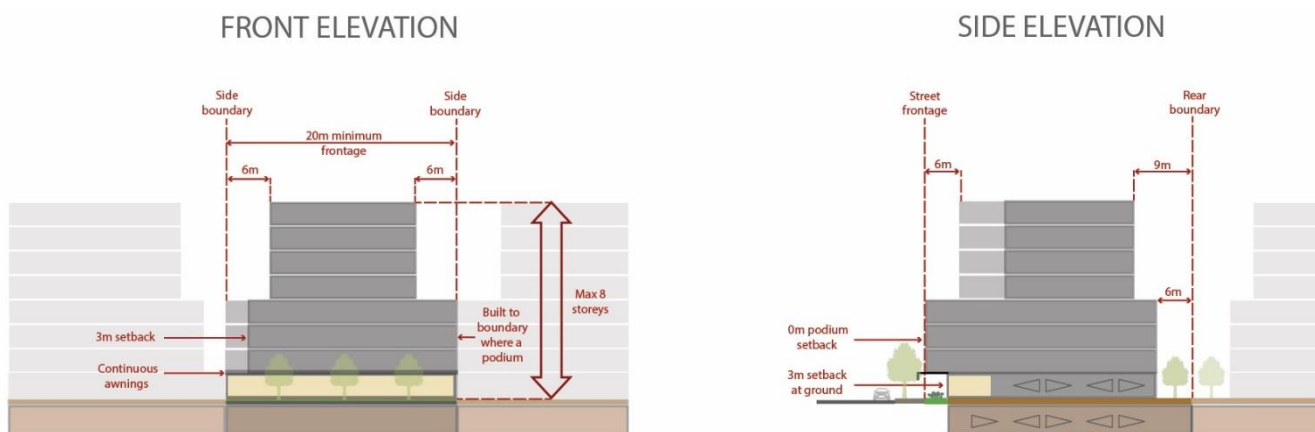 FRONT ELEVATION
Side
boundary
Side
boundary
20m minimum
frontage
6m
6m
Max 8
storeys
3m setback
Built to
boundary
where a
podium
Continuous
awnings
SIDE ELEVATION
Street
frontage
Rear
boundary
6m
9m
6m
0m podium
setback
3m setback
at ground